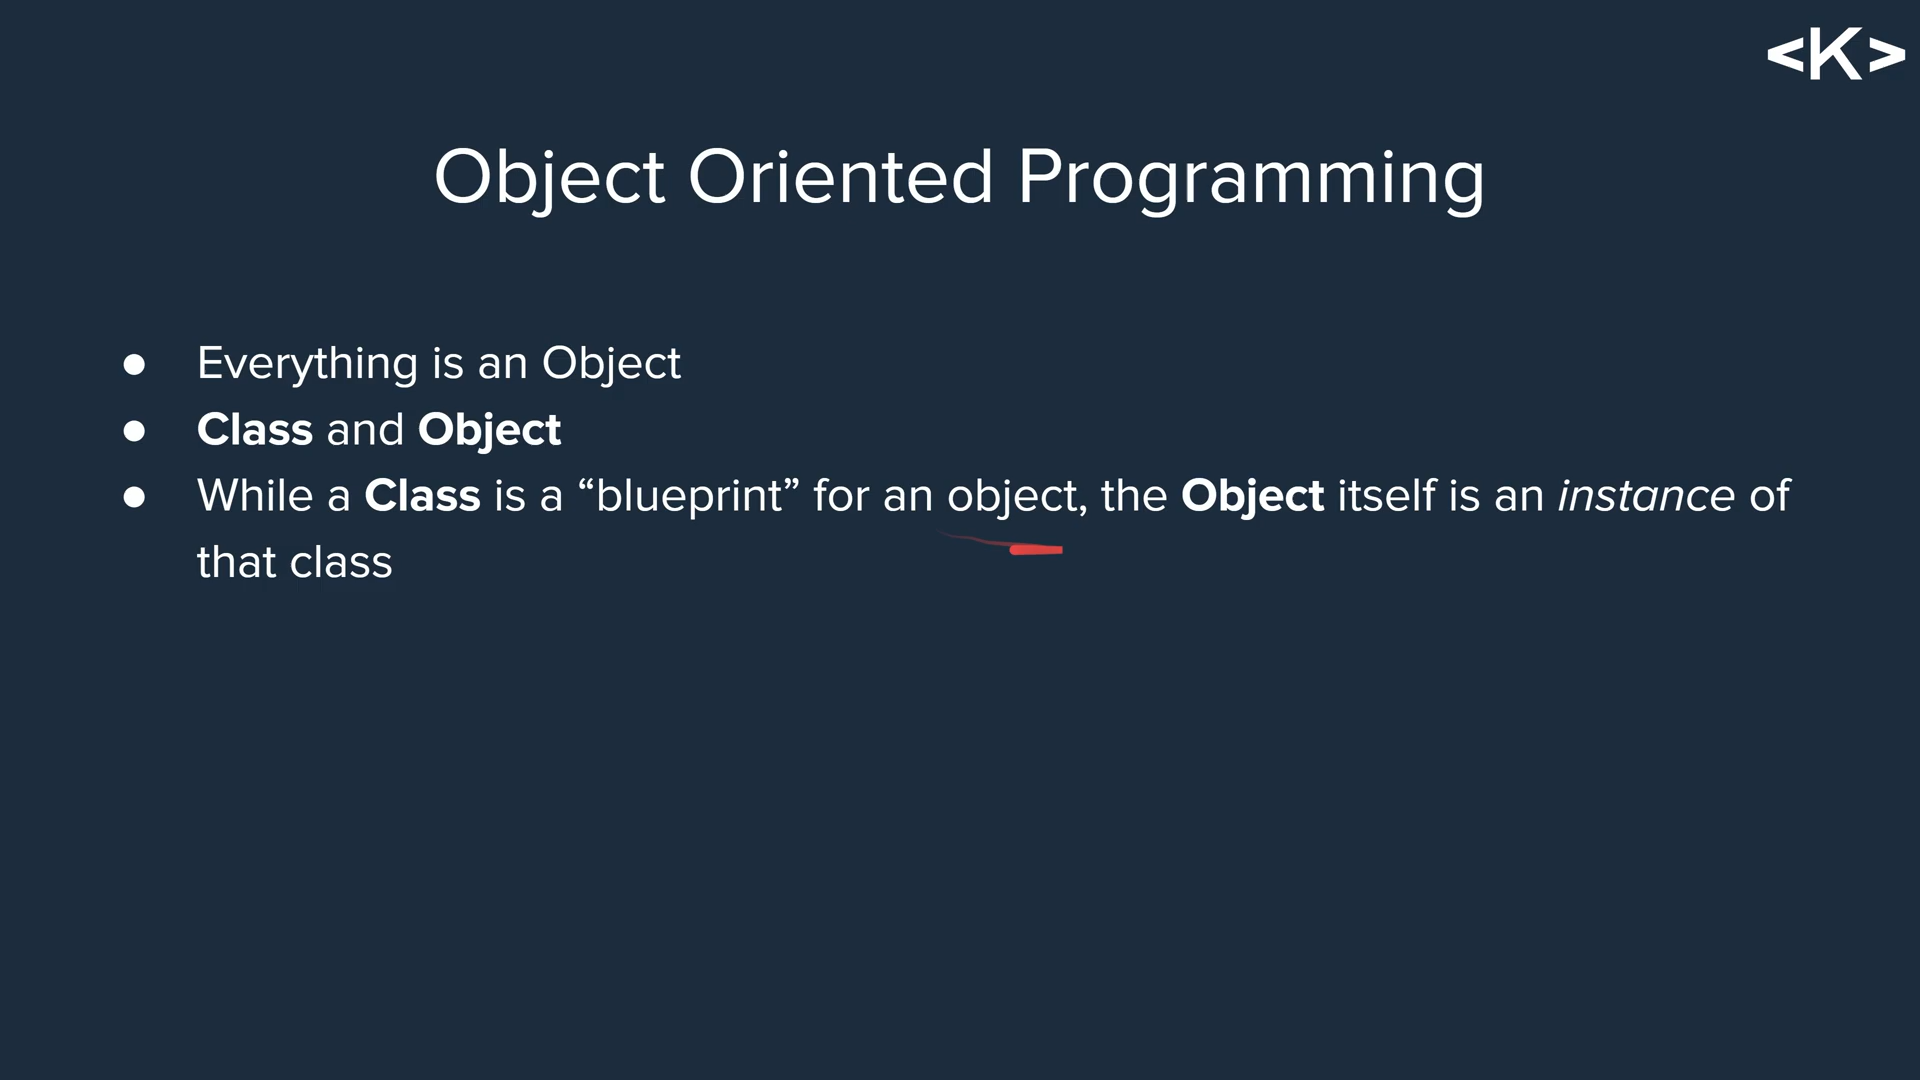 <K>
Object Oriented Programming
● Everything is an Object
● Class and Object
● While a Class is a “blueprint” for an object, the Object itself is an instance of
that class